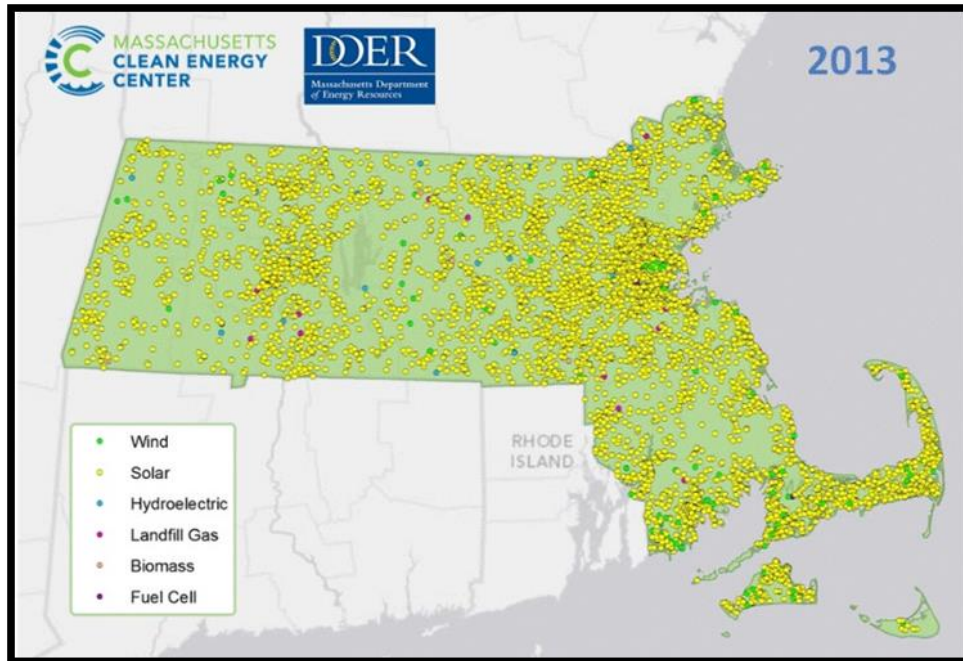 MASSACHUSETTS
CLEAN ENERGY
CENTER
DOER
Massachusetts Department
of Energy Resources
2013
RHODE
ISLAND
Wind
Solar
Hydroelectric
Landfill Gas
Biomass
Fuel Cell